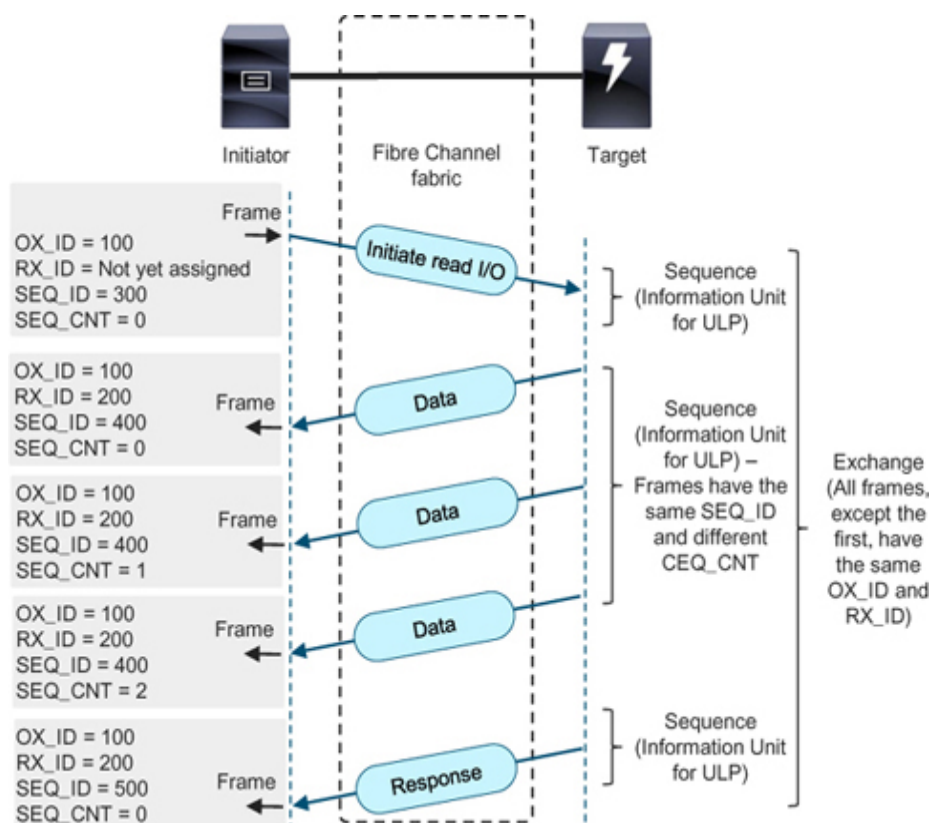 Initiator
Fibre Channel
fabric
Target
Frame
OX_ID = 100
RX_ID = Not yet assigned
SEQ_ID = 300
SEQ_CNT = 0
Initiate read I/O
Sequence
(Information Unit
for ULP)
OX_ID = 100
RX_ID = 200
SEQ_ID = 400
SEQ_CNT = 0
Frame
Data
Sequence
(Information Unit
for ULP) –
Frames have the
same SEQ_ID
and different
CEQ_CNT
Exchange
(All frames,
except the
first, have
the same
OX_ID and
RX_ID)
OX_ID = 100
RX_ID = 200
SEQ_ID = 400
SEQ_CNT = 1
Frame
Data
OX_ID = 100
RX_ID = 200
SEQ_ID = 400
SEQ_CNT = 2
Frame
Data
OX_ID = 100
RX_ID = 200
SEQ_ID = 500
SEQ_CNT = 0
Frame
Response
Sequence
(Information Unit
for ULP)